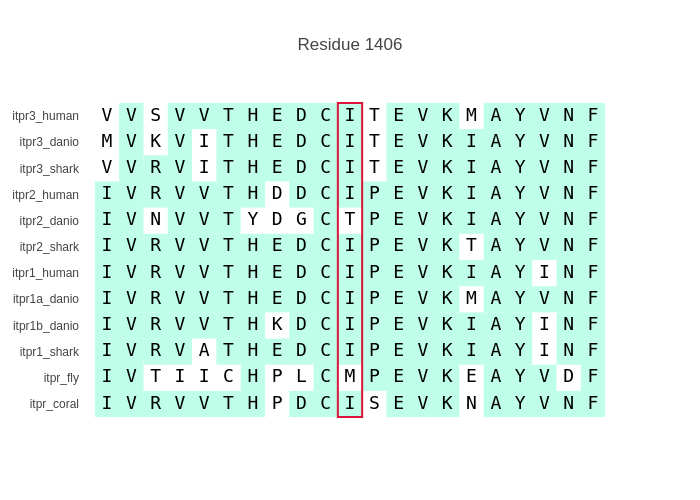 Residue 1406
itpr3_human V V S V V T H E D C I T E V K M A Y V N F
itpr3_danio M V K V I T H E D C I T E V K I A Y V N F
itpr3_shark V V R V I T H E D C I T E V K I A Y V N F
itpr2_human I V R V V T H D D C I P E V K I A Y V N F
itpr2_danio I V N V V T Y D G C T P E V K I A Y V N F
itpr2_shark I V R V V T H E D C I P E V K T A Y V N F
itpr1_human I V R V V T H E D C I P E V K I A Y I N F
itpr1a_danio I V R V V T H E D C I P E V K M A Y V N F
itpr1b_danio I V R V V T H K D C I P E V K I A Y I N F
itpr1_shark I V R V A T H E D C I P E V K I A Y I N F
itpr_fly I V T I I C H P L C M P E V K E A Y V D F
itpr_coral I V R V V T H P D C I S E V K N A Y V N F